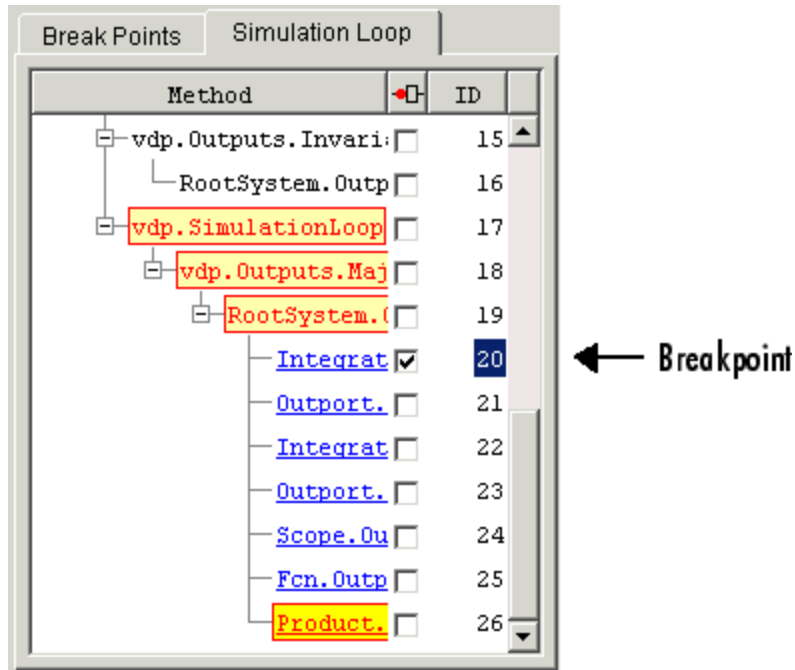 Break Points Simulation Loop
Method ID
vdp.Outputs.Invari 15
RootSystem.Outp 16
vdp.SimulationLoop 17
vdp.Outputs.Maj 18
RootSystem.( 19
Integrat 20 Breakpoint
Outport. 21
Integrat 22
Outport. 23
Scope.Ou 24
Fcn.Outp 25
Product. 26